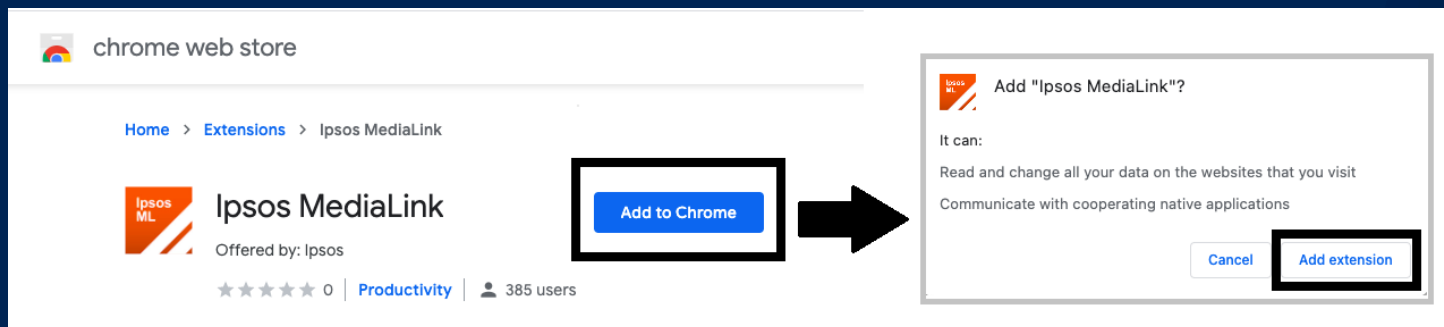 chrome web store
Home > Extensions > Ipsos MediaLink
Ipsos
ML
Ipsos MediaLink
Offered by: Ipsos
0 | Productivity | 385 users
Add to Chrome
Ipsos
ML
Add "Ipsos MediaLink"?
It can:
Read and change all your data on the websites that you visit
Communicate with cooperating native applications
Cancel
Add extension